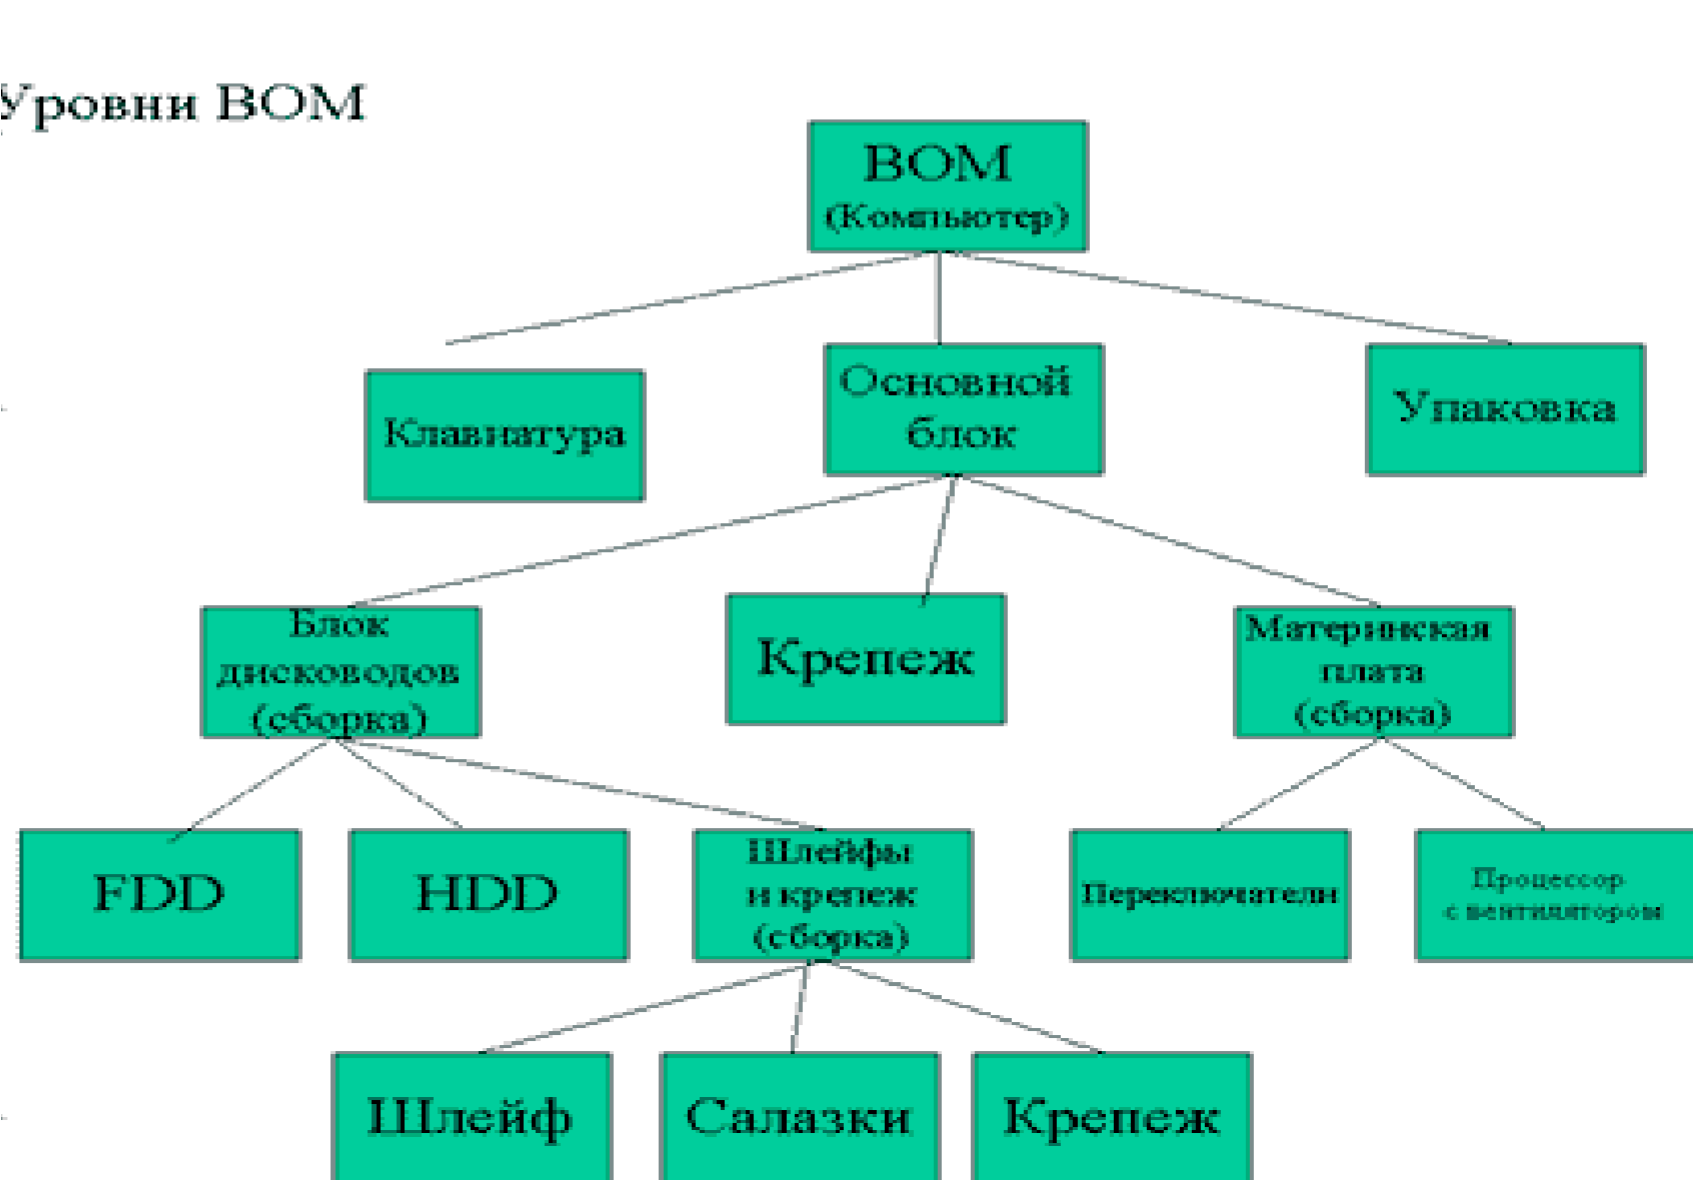 Уровни BOM
BOM
(Компьютер)
Клавиатура
Основной
блок
Упаковка
Блок
дисководов
(сборка)
Крепеж
Материнская
плата
(сборка)
FDD
HDD
Шлейфы
и крепеж
(сборка)
Переключатели
Процессор
с вентилятором
Шлейф
Салазки
Крепеж